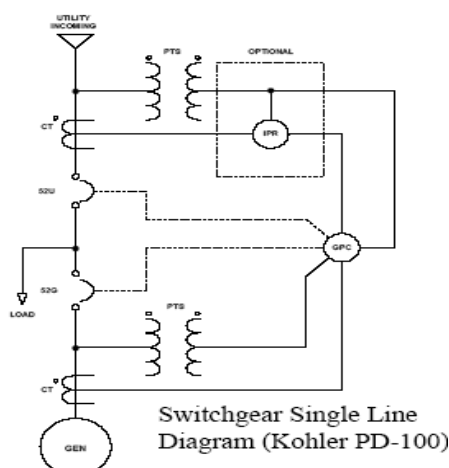 UTILITY
INCOMING
PTS
OPTIONAL
CT
IPR
52U
GPC
52G
LOAD
PTS
CT
GEN
Switchgear Single Line
Diagram (Kohler PD-100)